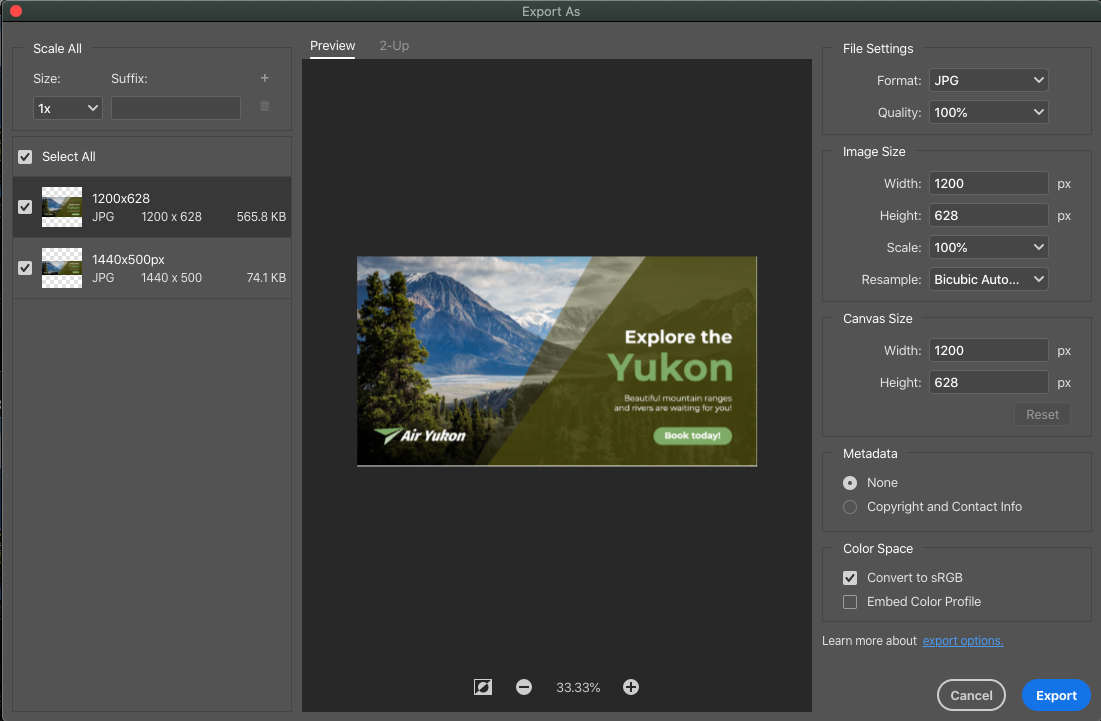 Export As
Scale All
Size:
Suffix:
+
1x
Select All
1200x628
JPG 1200 x 628 565.8 KB
1440x500px
JPG 1440 x 500 74.1 KB
Preview 2-Up
Explore the
Yukon
Beautiful mountain ranges
and rivers are waiting for you!
Air Yukon
Book today!
33.33%
File Settings
Format: JPG
Quality: 100%
Image Size
Width: 1200 px
Height: 628 px
Scale: 100%
Resample: Bicubic Auto...
Canvas Size
Width: 1200 px
Height: 628 px
Reset
Metadata
None
Copyright and Contact Info
Color Space
Convert to sRGB
Embed Color Profile
Learn more about export options.
Cancel Export